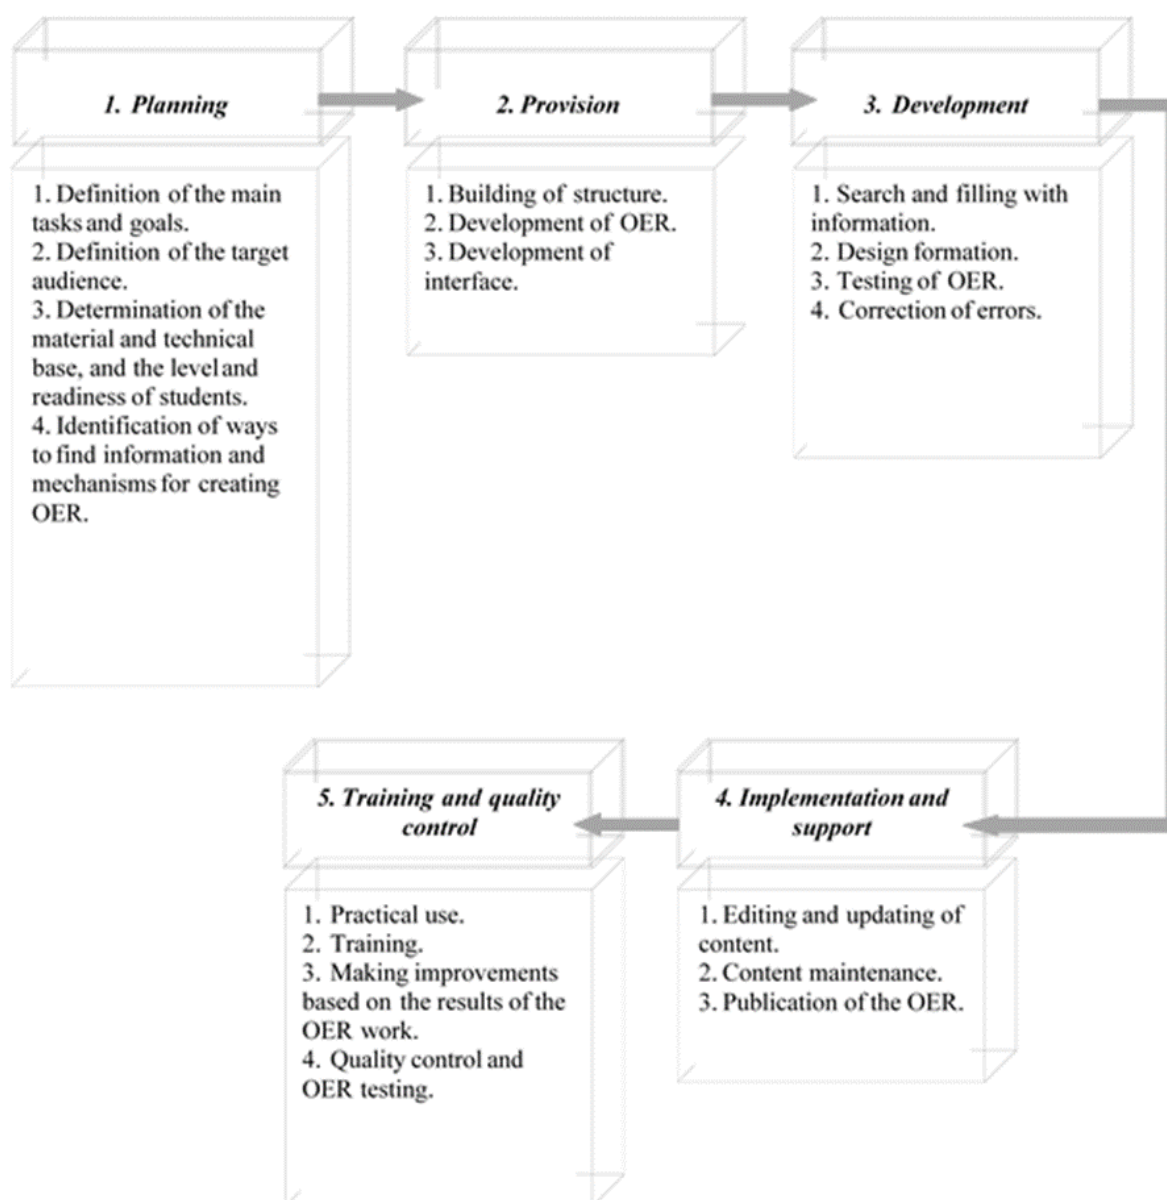 1. Planning
1. Definition of the main
tasks and goals.
2. Definition of the target
audience.
3. Determination of the
material and technical
base, and the level and
readiness of students.
4. Identification of ways
to find information and
mechanisms for creating
OER.
2. Provision
1. Building of structure.
2. Development of OER.
3. Development of
interface.
3. Development
1. Search and filling with
information.
2. Design formation.
3. Testing of OER.
4. Correction of errors.
4. Implementation and
support
1. Editing and updating of
content.
2. Content maintenance.
3. Publication of the OER.
5. Training and quality
control
1. Practical use.
2. Training.
3. Making improvements
based on the results of the
OER work.
4. Quality control and
OER testing.